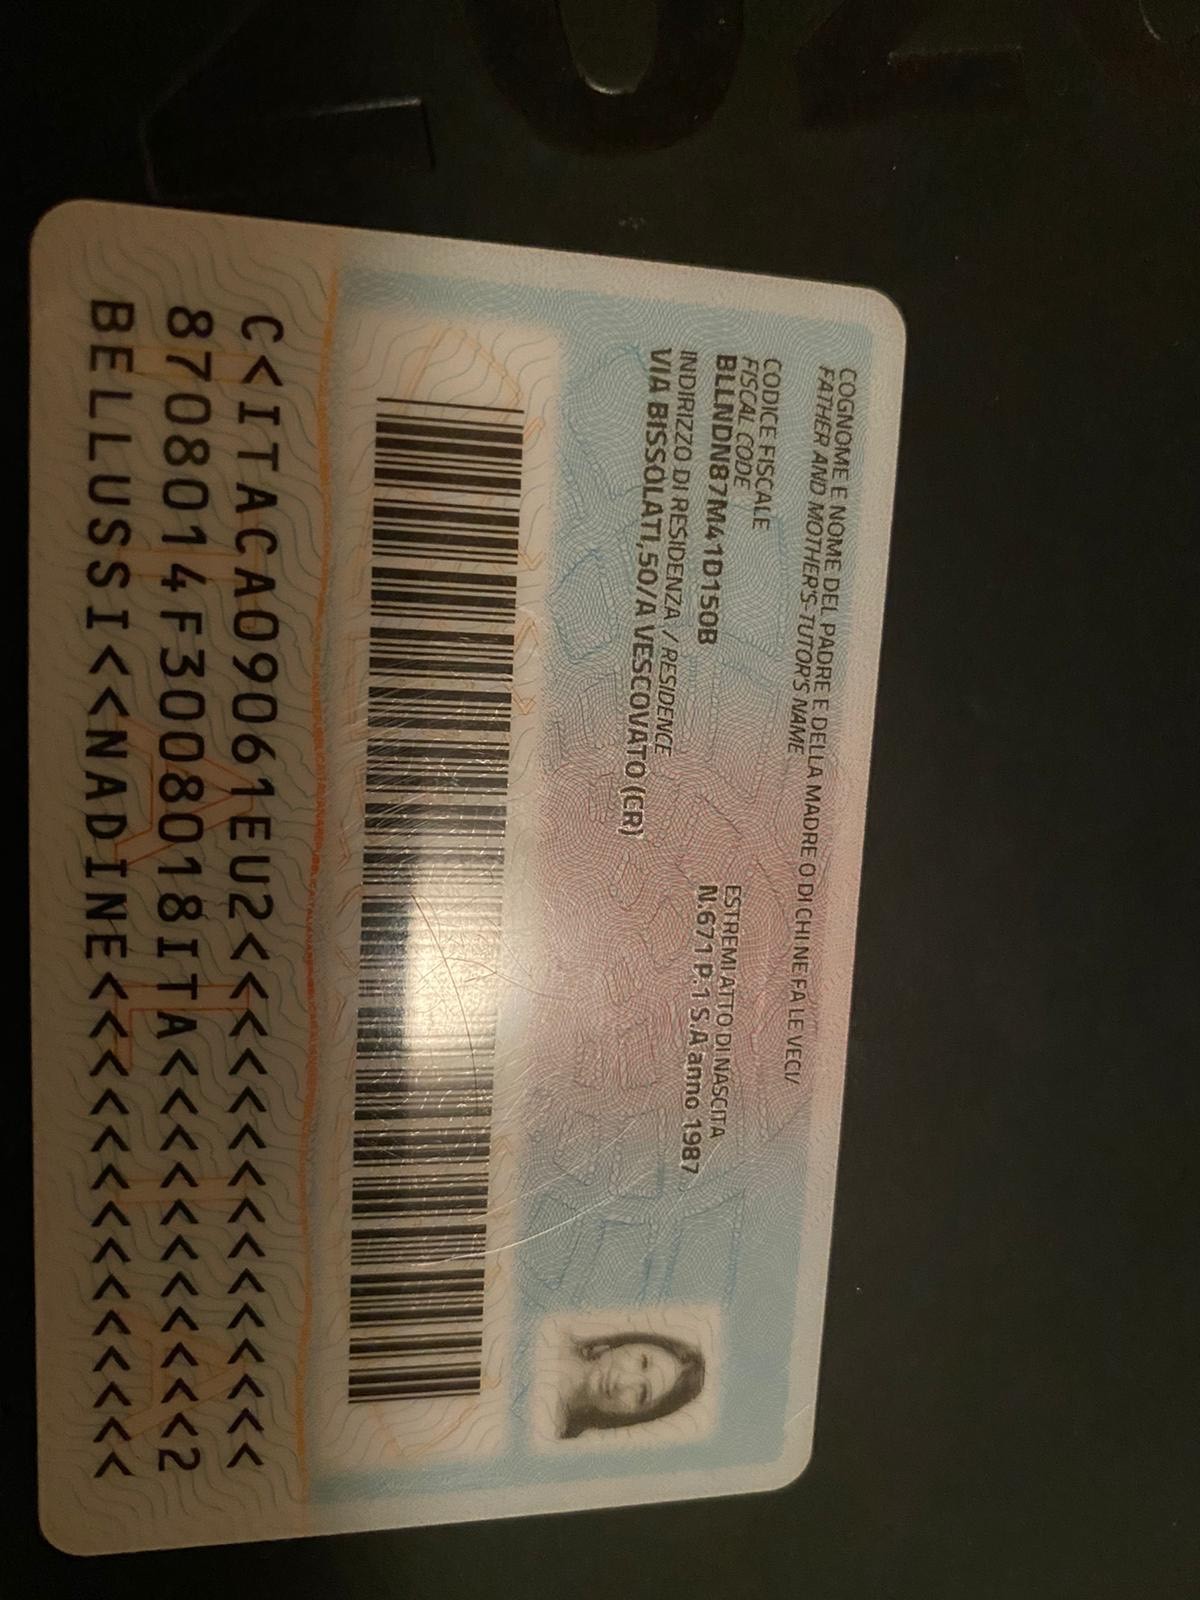 COGNOME E NOME DEL PADRE E DELLA MADRE O DI CHI NE FA LE VECI/
FATHER AND MOTHER'S-TUTOR'S NAME
CODICE FISCALE
FISCAL CODE
BLLNDN87M41D150B
ESTREMI ATTO DI NASCITA
N.671 P.1 S.A anno 1987
INDIRIZZO DI RESIDENZA / RESIDENCE
VIA BISSOLATI,50/A VESCOVATO (CR)
C<ITACA09061EU2<<<<<<<<<<<<<<<
8708014F3008018ITA<<<<<<<<<<<2
BELLUSSI<<NADINE<<<<<<<<<<<<<<